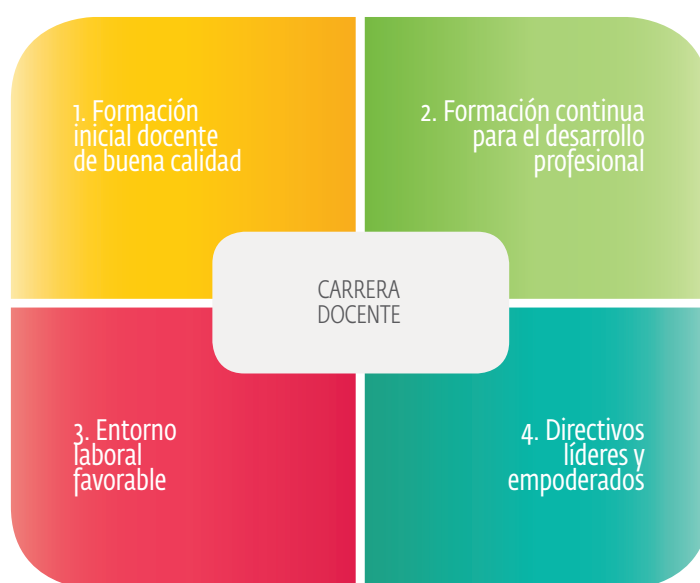 1. Formación
inicial docente
de buena calidad
2. Formación continua
para el desarrollo
profesional
CARRERA
DOCENTE
3. Entorno
laboral
favorable
4. Directivos
líderes y
empoderados